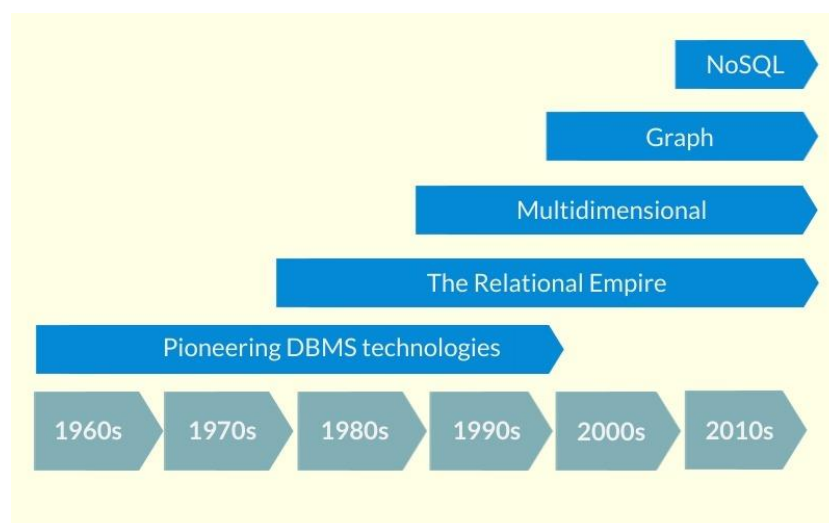 NoSQL
Graph
Multidimensional
The Relational Empire
Pioneering DBMS technologies
1960s 1970s 1980s 1990s 2000s 2010s